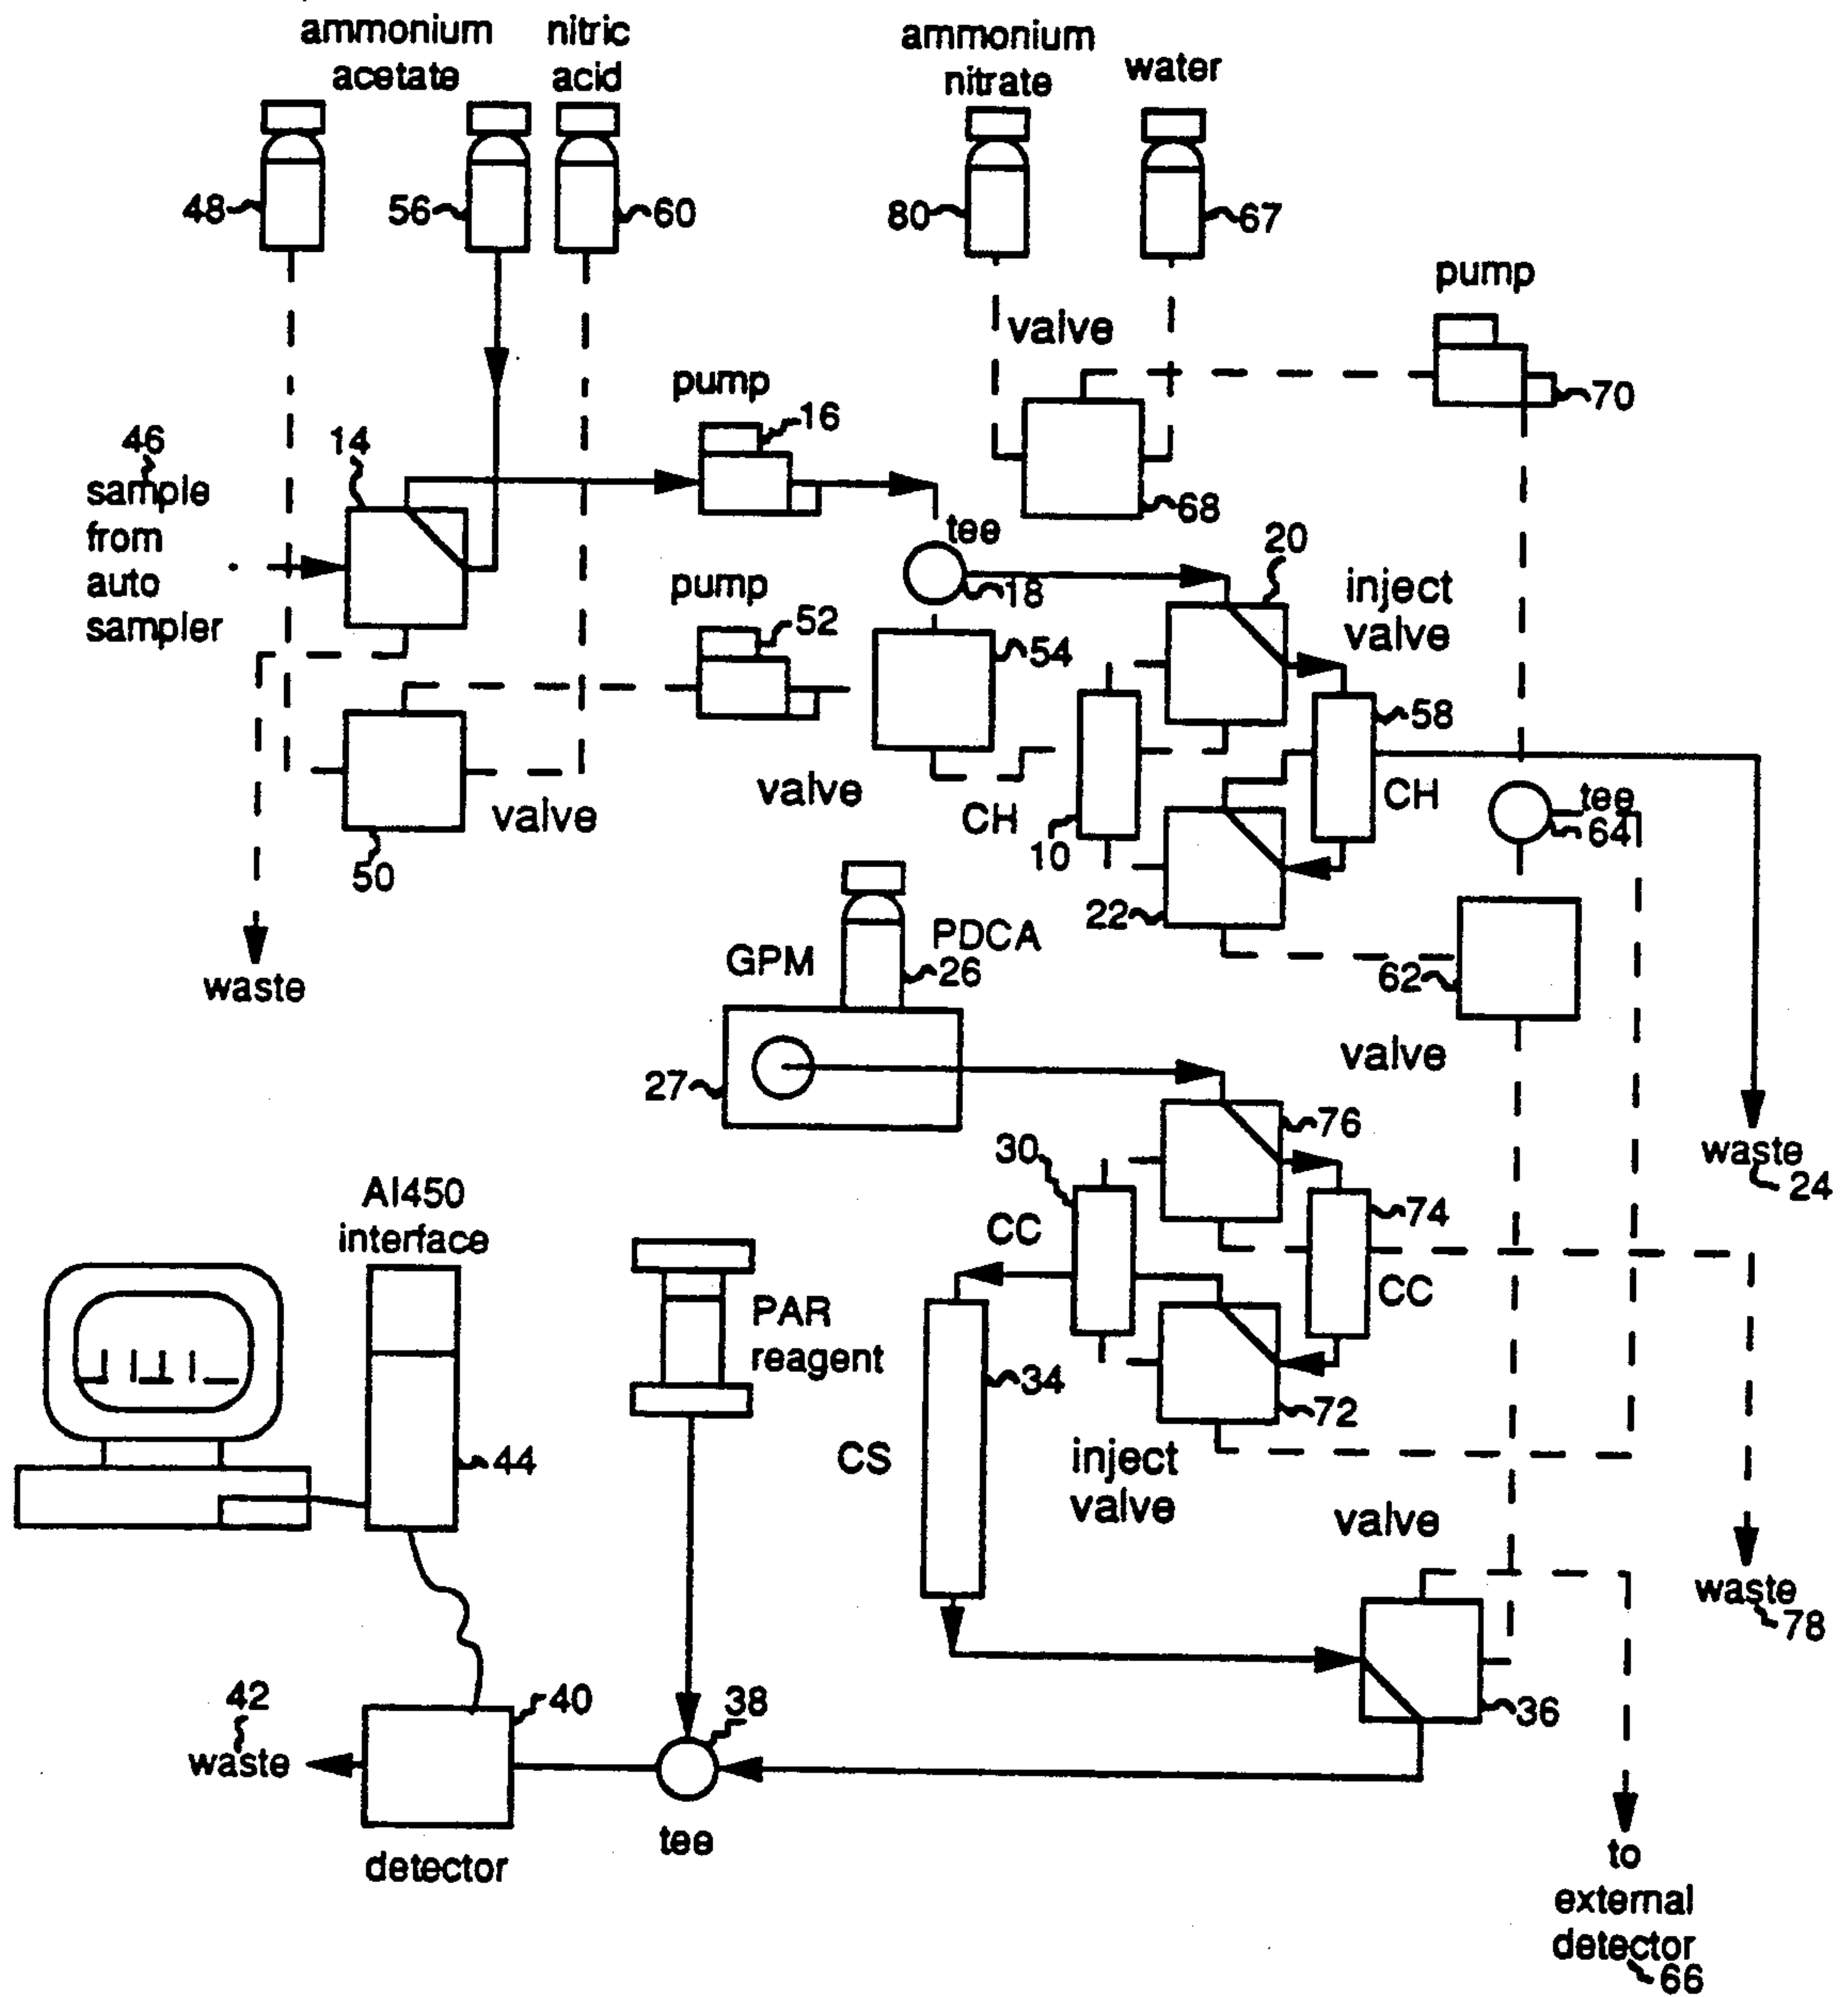 ammonium
acetate
nitric
acid
ammonium
nitrate
water
48
56
60
80
67
pump
valve
70
pump
16
46
14
sample
from
auto
sampler
68
tee
20
18
inject
valve
pump
52
54
58
valve
CH
CH
tee
64
valve
10
50
22
PDCA
GPM
26
62
waste
valve
27
76
waste
24
30
AI450
interface
74
CC
CC
PAR
reagent
34
72
44
CS
inject
valve
valve
waste
78
42
40
38
36
waste
tee
detector
to
external
detector
66